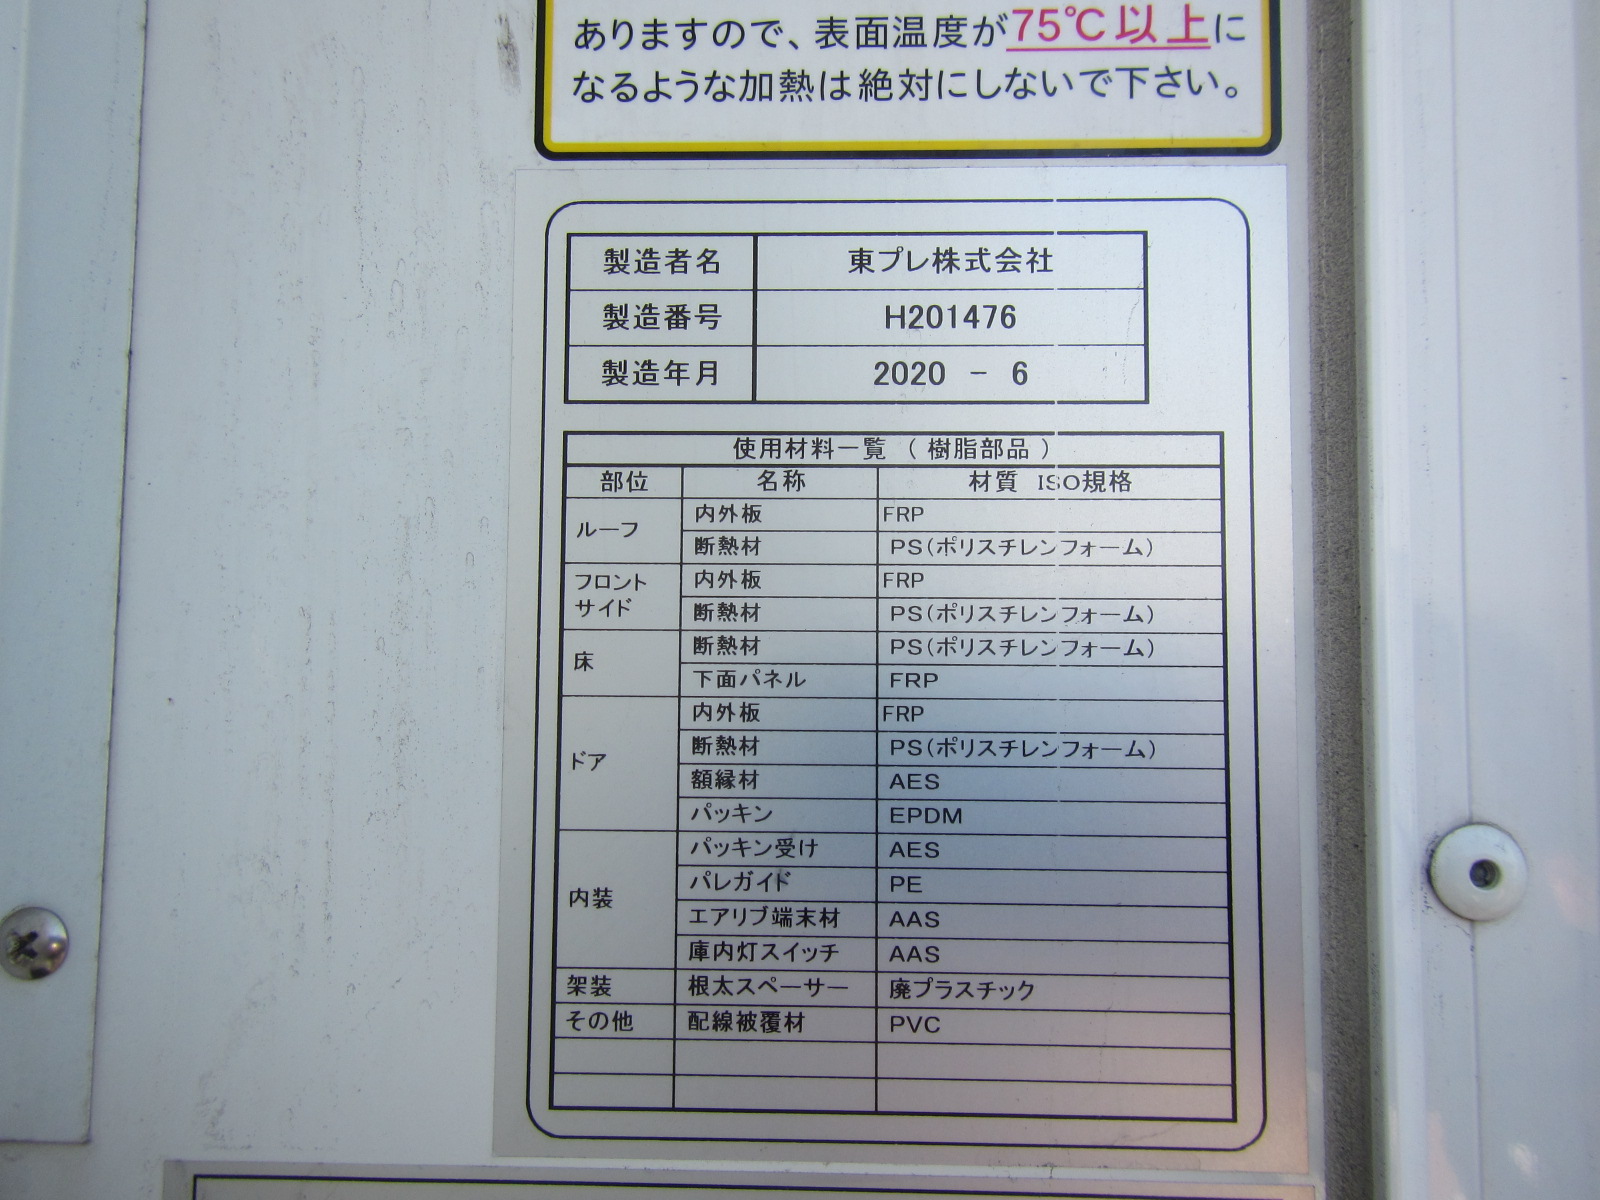 ありますので、表面温度が75℃以上に
なるような加熱は絶対にしないで下さい。
製造者名 東プレ株式会社
製造番号 H201476
製造年月 2020 － 6
使用材料一覧 （ 樹脂部品 ）
部位 名称 材質 ISO規格
ルーフ 内外板 FRP
断熱材 PS(ポリスチレンフォーム)
フロント
サイド 内外板 FRP
断熱材 PS(ポリスチレンフォーム)
床 断熱材 PS(ポリスチレンフォーム)
下面パネル FRP
ドア 内外板 FRP
断熱材 PS(ポリスチレンフォーム)
額縁材 AES
パッキン EPDM
内装 パッキン受け AES
パレガイド PE
エアリブ端末材 AAS
庫内灯スイッチ AAS
架装 根太スペーサー 廃プラスチック
その他 配線被覆材 PVC